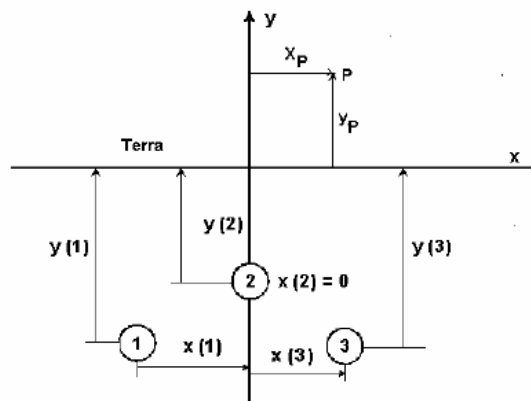 y
X_P
P
y_P
Terra
x
y (1)
y (2)
y (3)
2
x (2) = 0
1
3
x (1)
x (3)